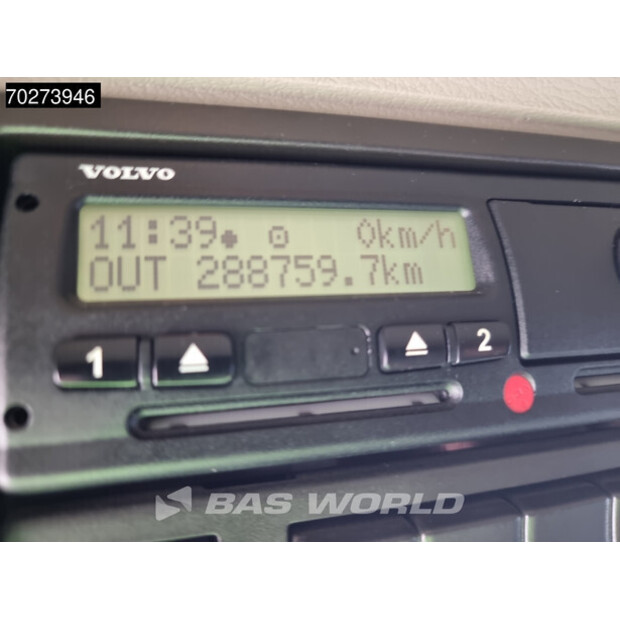 70273946
VOLVO
11:39 0km/h
OUT 288759.7km
1 2
BAS WORLD